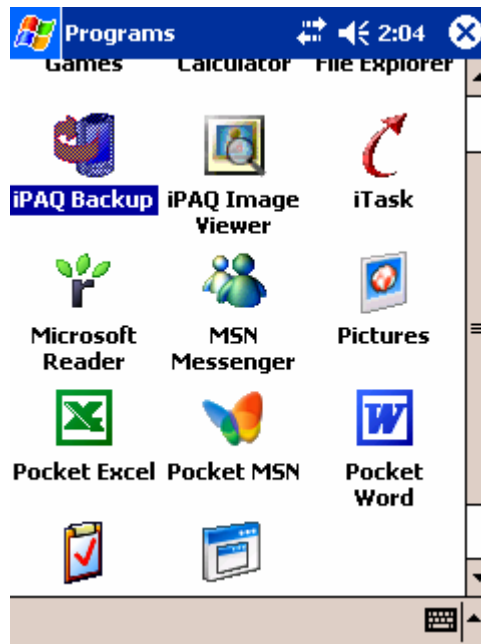 Programs 2:04
Games Calculator File Explorer
iPAQ Backup iPAQ Image iTask
Viewer
Microsoft MSN Pictures
Reader Messenger
Pocket Excel Pocket MSN Pocket
Word